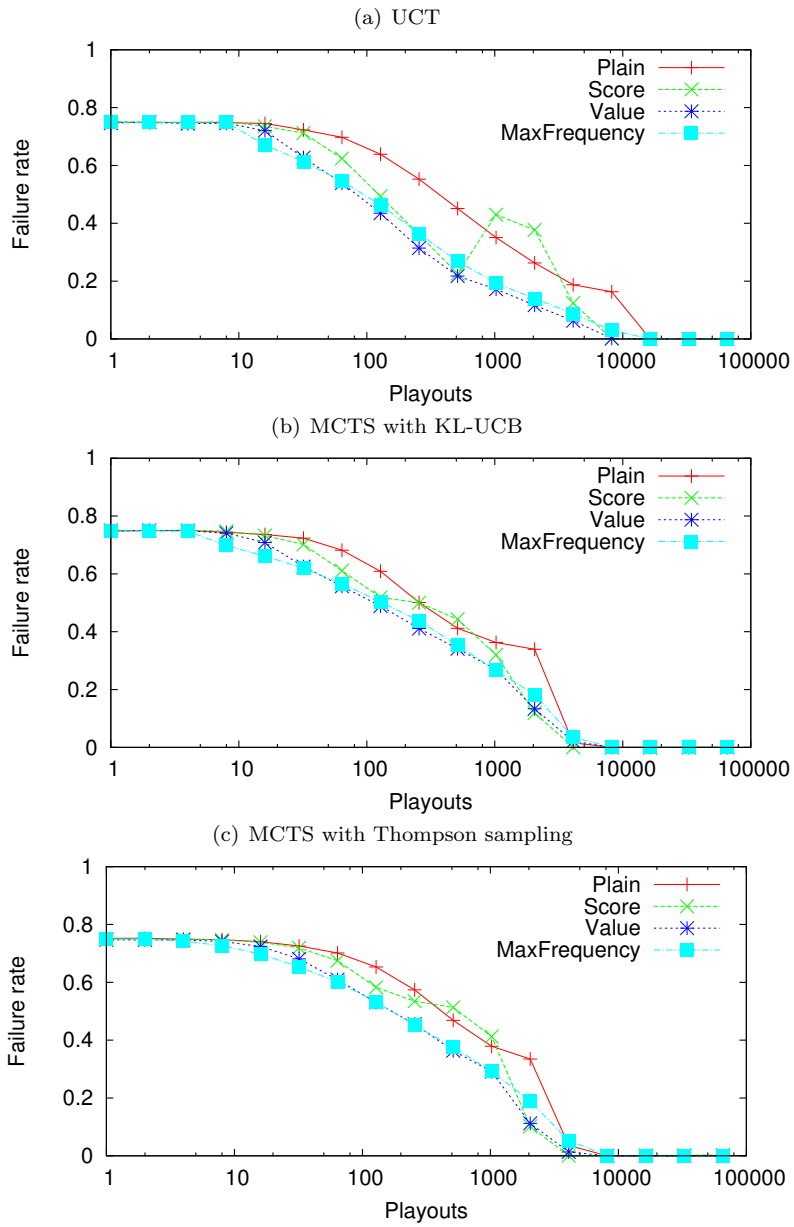 (a) UCT
1
0.8
0.6
0.4
0.2
0
Failure rate
Plain
Score
Value
MaxFrequency
1 10 100 1000 10000 100000
Playouts
(b) MCTS with KL-UCB
1
0.8
0.6
0.4
0.2
0
Failure rate
Plain
Score
Value
MaxFrequency
1 10 100 1000 10000 100000
Playouts
(c) MCTS with Thompson sampling
1
0.8
0.6
0.4
0.2
0
Failure rate
Plain
Score
Value
MaxFrequency
1 10 100 1000 10000 100000
Playouts